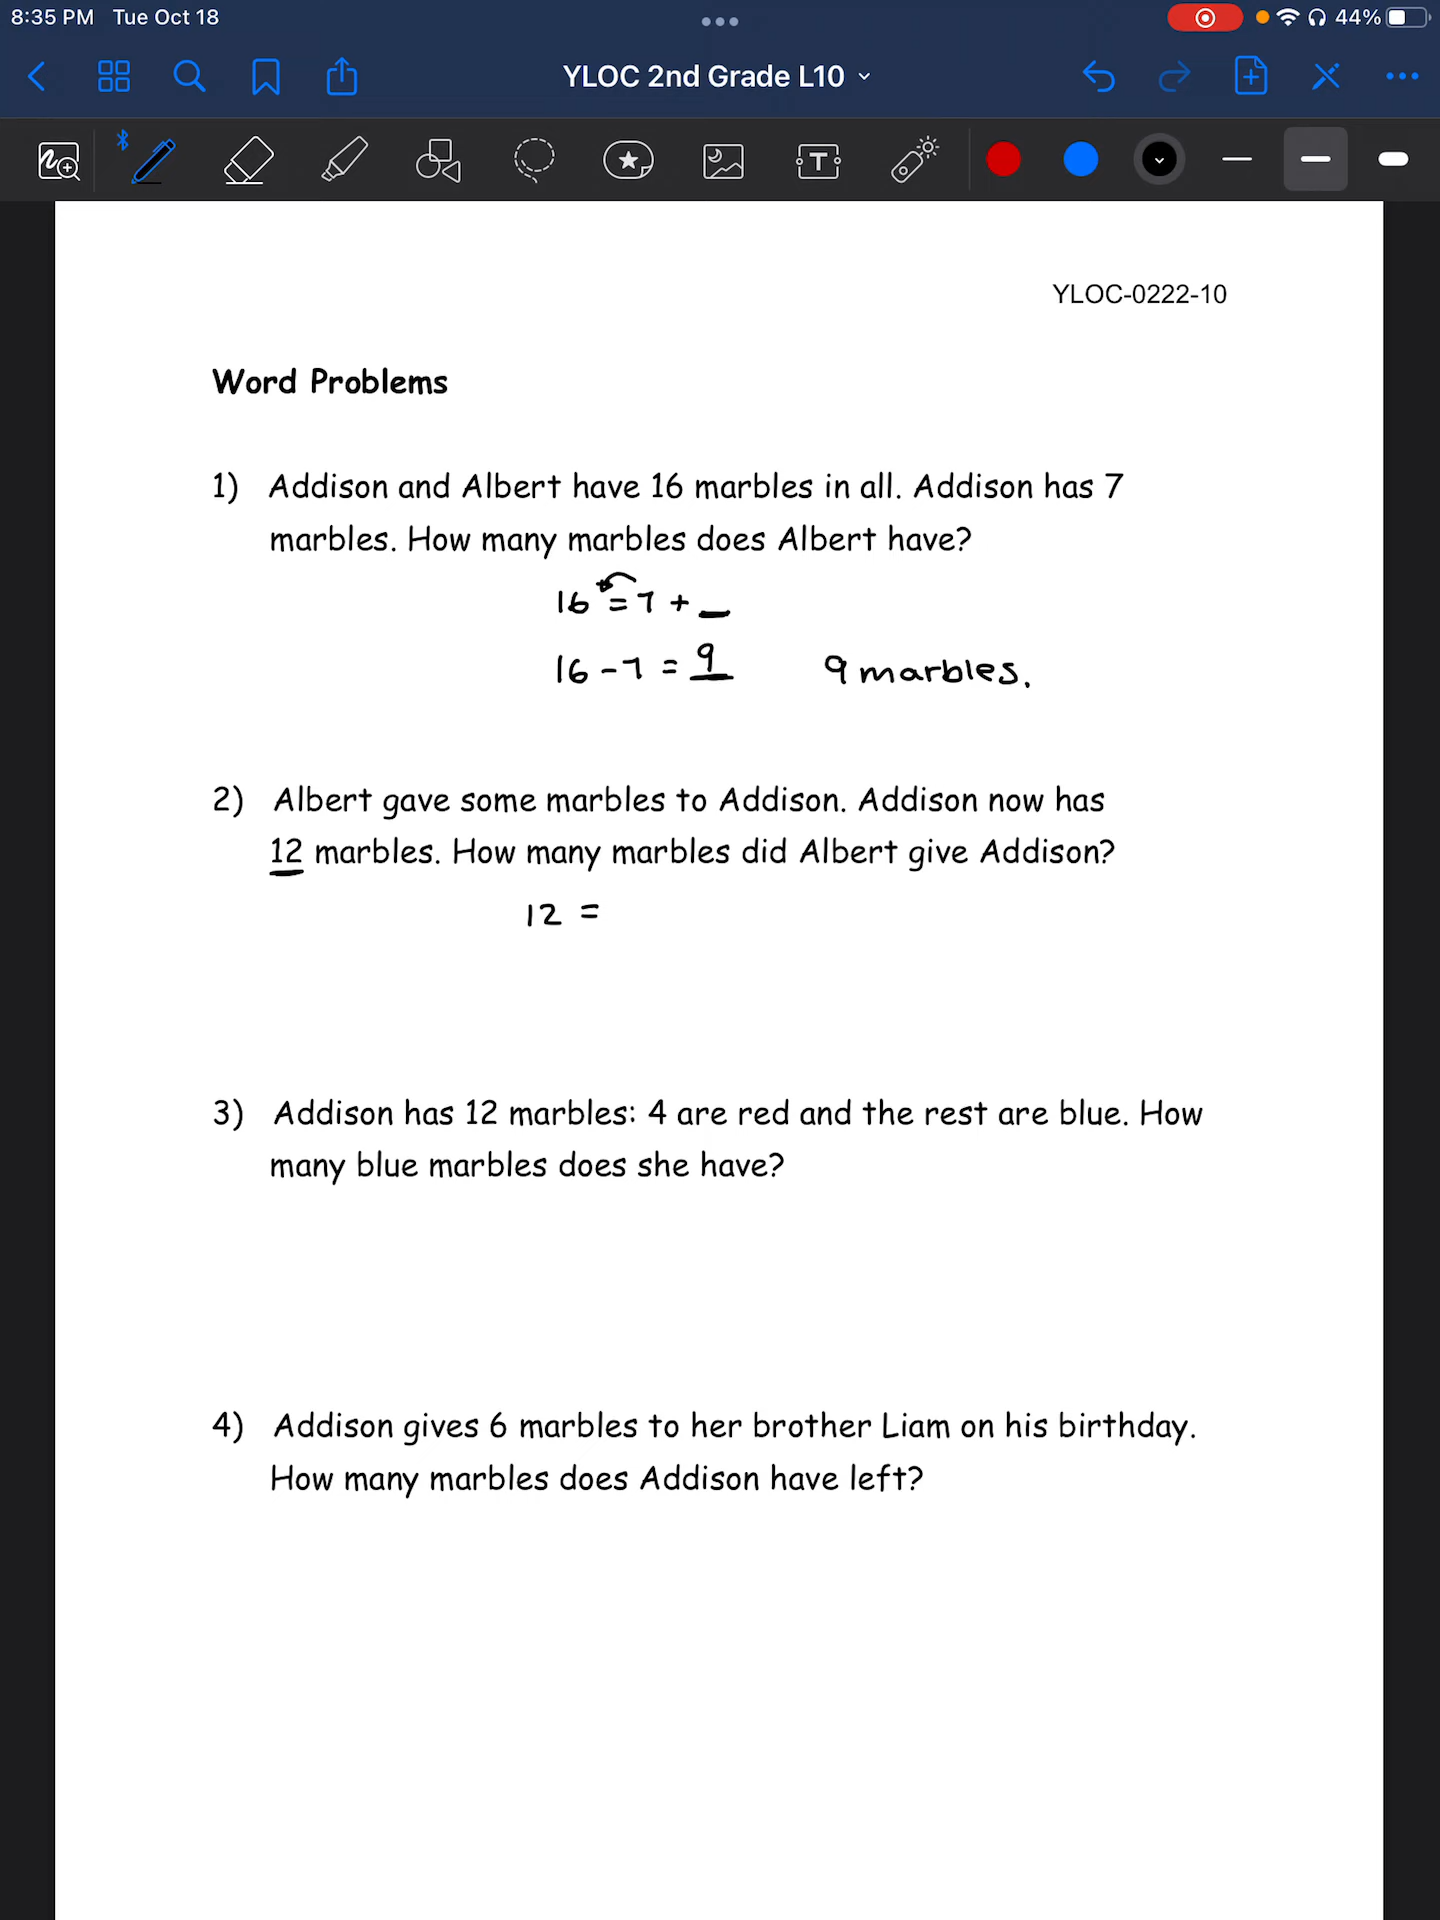 8:35 PM Tue Oct 18
44%
YLOC 2nd Grade L10
YLOC-0222-10
Word Problems
1) Addison and Albert have 16 marbles in all. Addison has 7
marbles. How many marbles does Albert have?
16 = 7 + _
16 - 7 = 9 9 marbles.
2) Albert gave some marbles to Addison. Addison now has
12 marbles. How many marbles did Albert give Addison?
12 =
3) Addison has 12 marbles: 4 are red and the rest are blue. How
many blue marbles does she have?
4) Addison gives 6 marbles to her brother Liam on his birthday.
How many marbles does Addison have left?